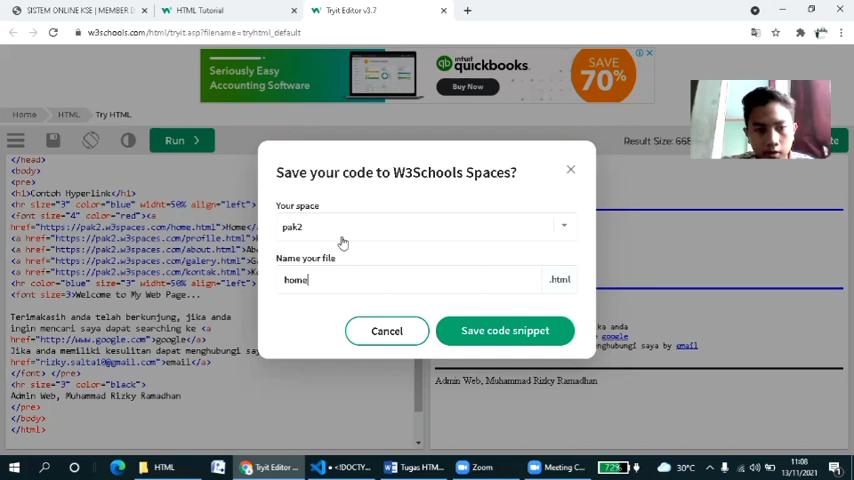 SISTEM ONLINE KSE | MEMBER D
HTML Tutorial
Tryit Editor v3.7
w3schools.com/html/tryit.asp?filename=tryhtml_default
Seriously Easy
Accounting Software
intuit
quickbooks
Buy Now
SAVE
70%
Home
HTML
Try HTML
Run
Result Size: 668
</head>
<body>
<pre>
<h1>Contoh Hyperlink</h1>
<hr size="3" color="blue" widht=50% align="left">
<font size="4" color="red"><a
href="https://pak2.w3spaces.com/home.html">Home</a
<a href="https://pak2.w3spaces.com/profile.html">
<a href="https://pak2.w3spaces.com/about.html">Ab
<a href="https://pak2.w3spaces.com/galery.html">Ga
<a href="https://pak2.w3spaces.com/kontak.html">Ko
<hr color="blue" size="3" widht=50% align="left">
<font size=3>Welcome to My Web Page...
Terimakasih anda telah berkunjung, jika anda
ingin mencari saya dapat searching ke <a
href="http://www.google.com">google</a>
Jika anda memiliki kesulitan dapat menghubungi say
href="rizky.salta10@gmail.com">email</a>
</font> </pre>
<hr size="3" color="black">
Admin Web, Muhammad Rizky Ramadhan
</pre>
</body>
</html>
Save your code to W3Schools Spaces?
Your space
pak2
Name your file
home
.html
Cancel
Save code snippet
ka anda
google
nghubungi saya by email
Admin Web, Muhammad Rizky Ramadhan
HTML
Tryit Editor ...
<!DOCTY...
Tugas HTM...
Zoom
Meeting C...
72%
30°C
11:08
13/11/2021